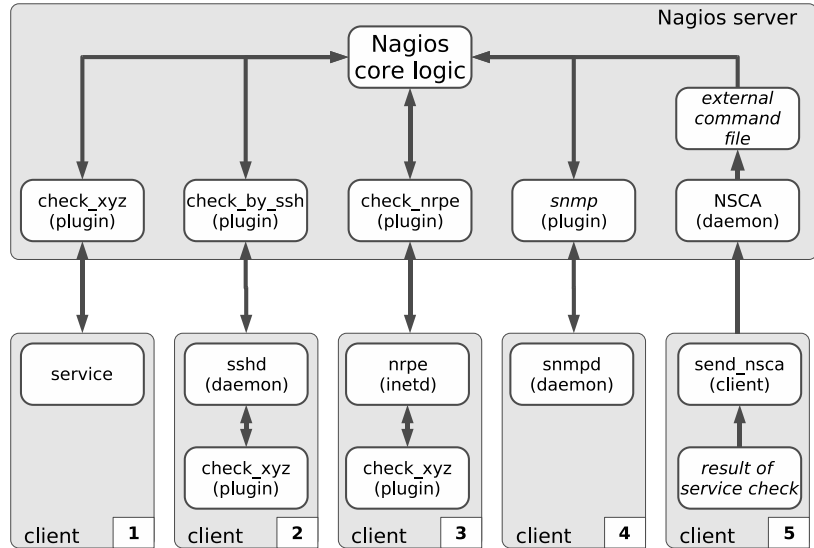 Nagios server
Nagios
core logic
external
command
file
check_xyz
(plugin)
check_by_ssh
(plugin)
check_nrpe
(plugin)
snmp
(plugin)
NSCA
(daemon)
service
sshd
(daemon)
nrpe
(inetd)
snmpd
(daemon)
send_nsca
(client)
check_xyz
(plugin)
check_xyz
(plugin)
result of
service check
client 1
client 2
client 3
client 4
client 5